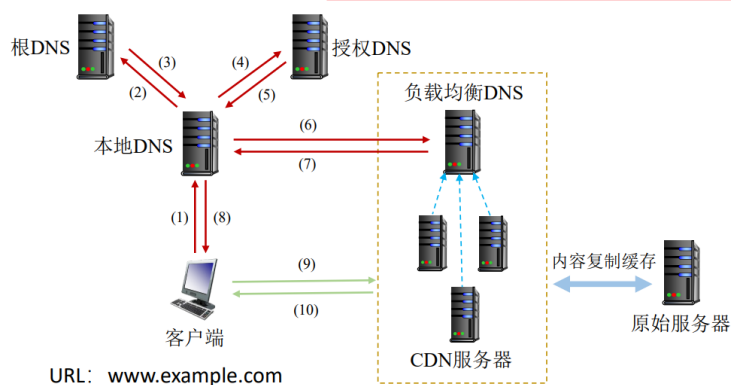 根DNS
(3)
(2)
(4)
(5)
授权DNS
本地DNS
(6)
(7)
负载均衡DNS
(1)
(8)
(9)
(10)
客户端
CDN服务器
内容复制缓存
原始服务器
URL: www.example.com